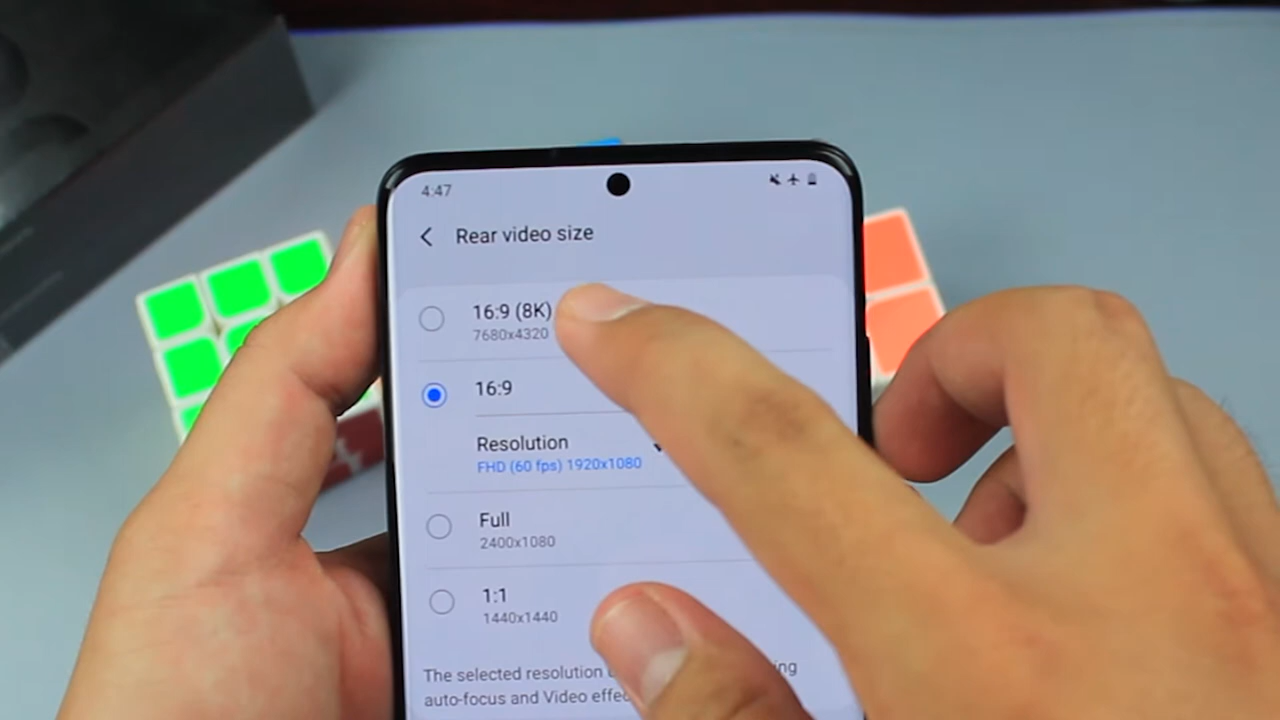 4:47
Rear video size
16:9 (8K)
7680x4320
16:9
Resolution
FHD (60 fps) 1920x1080
Full
2400x1080
1:1
1440x1440
The selected resolution
auto-focus and Video